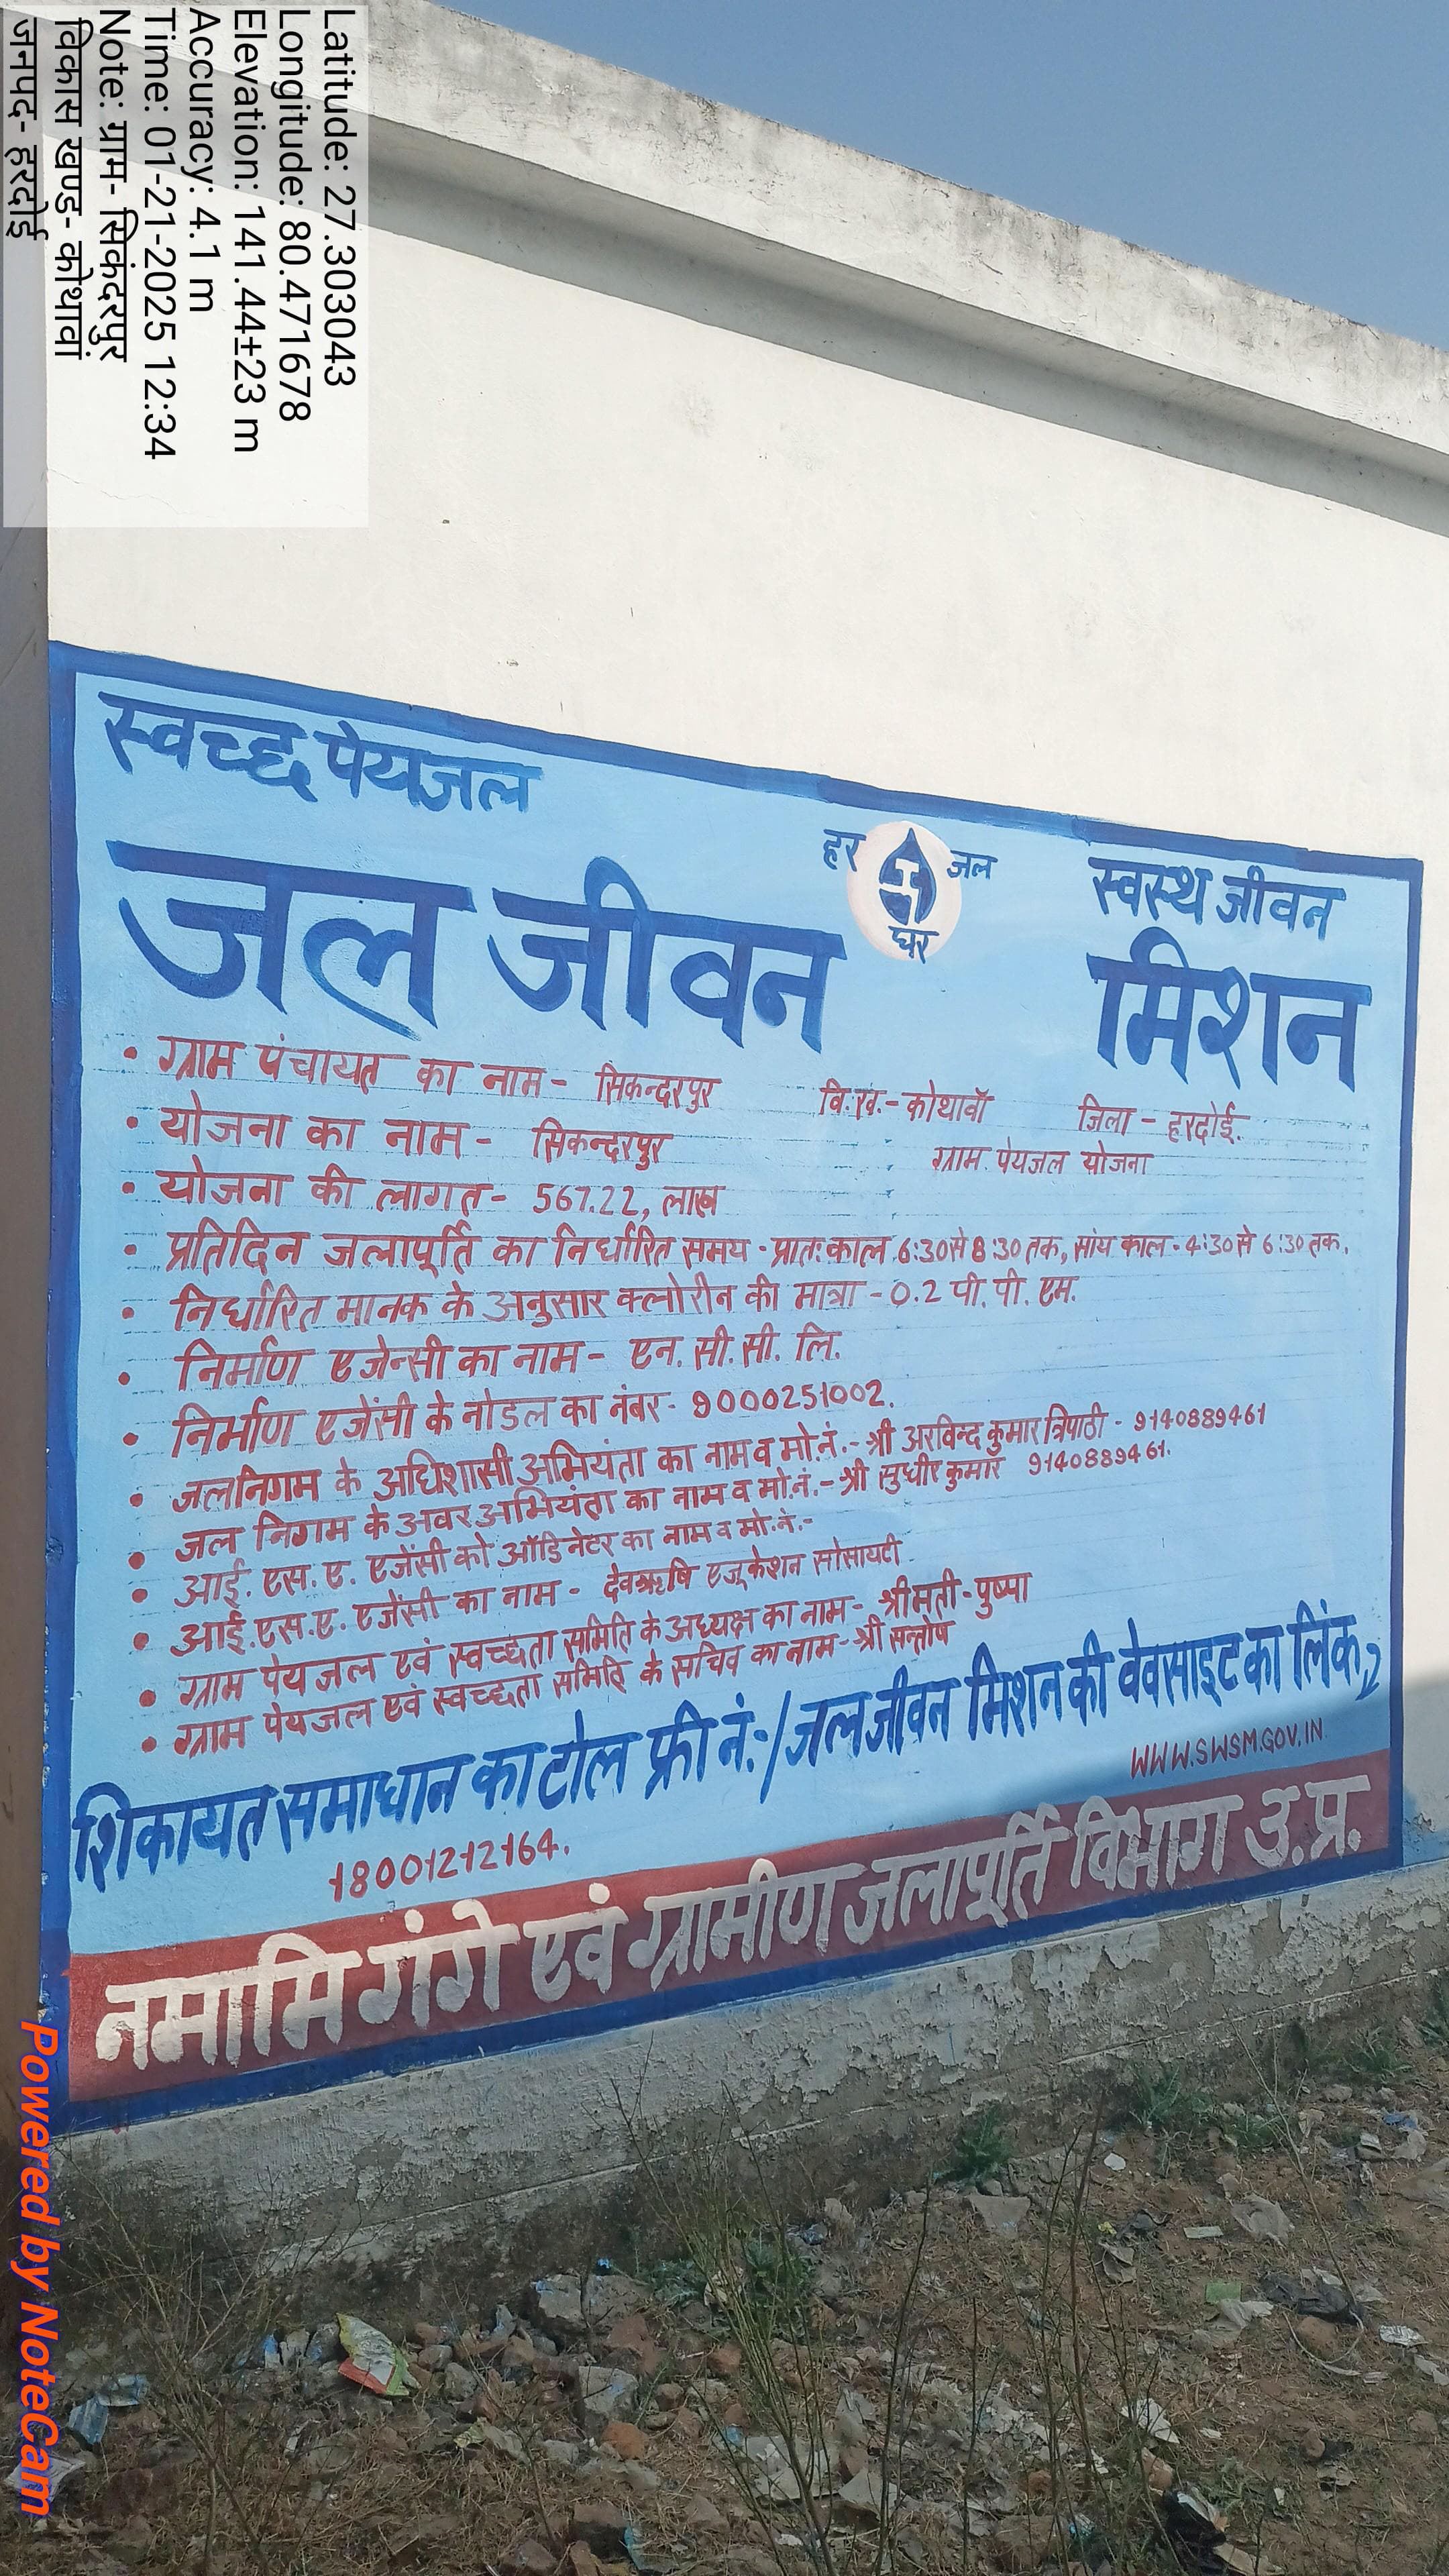 Latitude: 27.303043
Longitude: 80.471678
Elevation: 141.44±23 m
Accuracy: 4.1 m
Time: 01-21-2025 12:34
Note: ग्राम- सिकंदरपुर
विकास खण्ड- कोथावां
जनपद- हरदोई
स्वच्छ पेयजल
हर जल
घर
स्वस्थ जीवन
जल जीवन मिशन
• ग्राम पंचायत का नाम - सिकन्दरपुर वि.खं.- कोथावॉ जिला - हरदोई.
• योजना का नाम - सिकन्दरपुर ग्राम पेयजल योजना
• योजना की लागत - 567.22, लाख
• प्रतिदिन जलापूर्ति का निर्धारित समय - प्रातः काल 6:30 से 8:30 तक, सांय काल - 4:30 से 6:30 तक.
• निर्धारित मानक के अनुसार क्लोरीन की मात्रा - 0.2 पी. पी. एम.
• निर्माण एजेन्सी का नाम - एन. सी. सी. लि.
• निर्माण एजेंसी के नोडल का नंबर - 9000251002.
• जलनिगम के अधिशासी अभियंता का नाम व मो.नं.- श्री अरविन्द कुमार त्रिपाठी - 9140889461
• जल निगम के अवर अभियंता का नाम व मो.नं.- श्री सुधीर कुमार 9140889461.
• आई. एस. ए. एजेंसी को ऑडिनेटर का नाम व मो.नं.-
• आई.एस.ए. एजेंसी का नाम - देवऋषि एजूकेशन सोसायटी
• ग्राम पेयजल एवं स्वच्छता समिति के अध्यक्ष का नाम - श्रीमती - पुष्पा
• ग्राम पेयजल एवं स्वच्छता समिति के सचिव का नाम - श्री सन्तोष
शिकायत समाधान का टोल फ्री नं:-/जल जीवन मिशन की वेवसाइट का लिंक,2
18001212164.
WWW.SWSM.GOV.IN
नमामि गंगे एवं ग्रामीण जलापूर्ति विभाग उ.प्र.
Powered by NoteCam